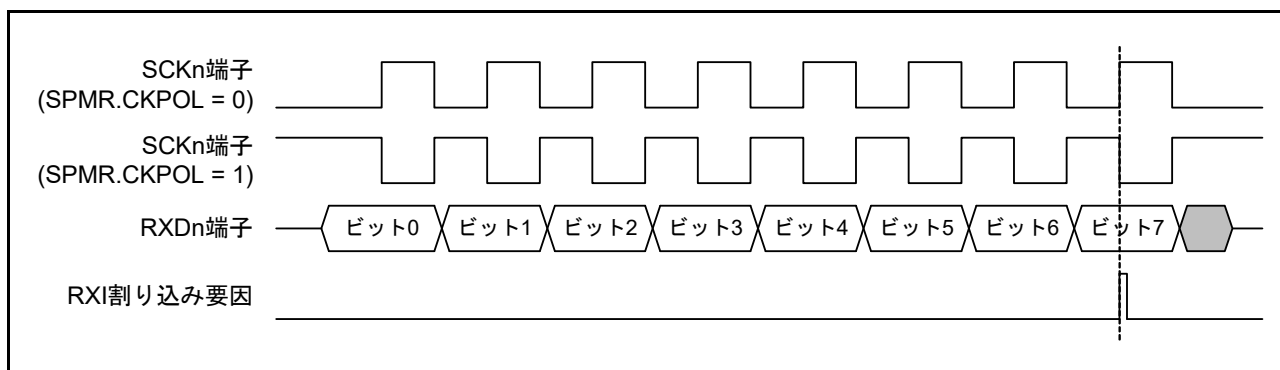 SCKn端子
(SPMR.CKPOL = 0)
SCKn端子
(SPMR.CKPOL = 1)
RXDn端子
ビット0 ビット1 ビット2 ビット3 ビット4 ビット5 ビット6 ビット7
RXI割り込み要因